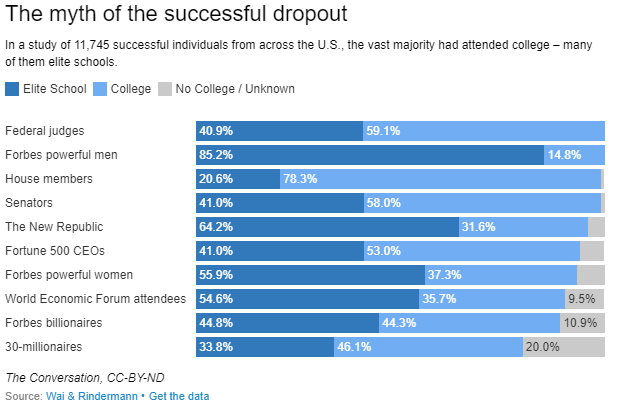 The myth of the successful dropout
In a study of 11,745 successful individuals from across the U.S., the vast majority had attended college – many
of them elite schools.
Elite School College No College / Unknown
Federal judges 40.9% 59.1%
Forbes powerful men 85.2% 14.8%
House members 20.6% 78.3%
Senators 41.0% 58.0%
The New Republic 64.2% 31.6%
Fortune 500 CEOs 41.0% 53.0%
Forbes powerful women 55.9% 37.3%
World Economic Forum attendees 54.6% 35.7% 9.5%
Forbes billionaires 44.8% 44.3% 10.9%
30-millionaires 33.8% 46.1% 20.0%
The Conversation, CC-BY-ND
Source: Wai & Rindermann • Get the data